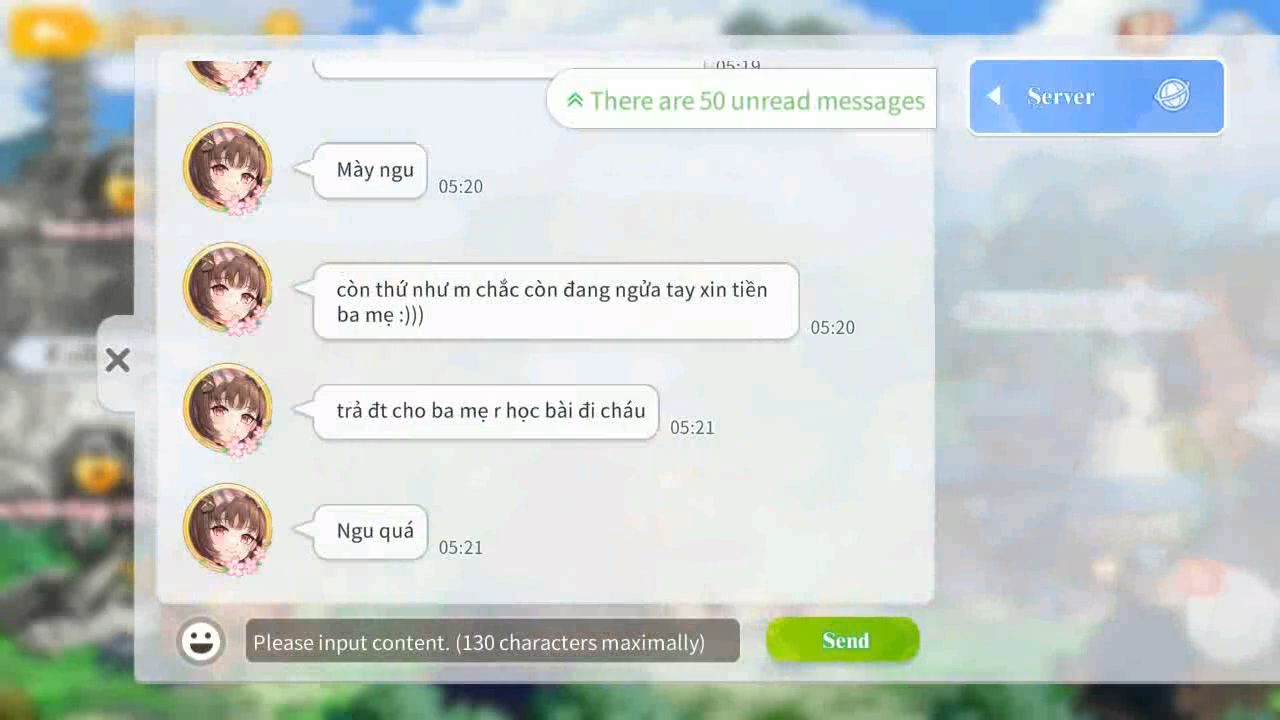 05:19
There are 50 unread messages
Server
Mày ngu
05:20
còn thứ như m chắc còn đang ngửa tay xin tiền
ba mẹ :)))
05:20
trả đt cho ba mẹ r học bài đi cháu
05:21
Ngu quá
05:21
Please input content. (130 characters maximally)
Send